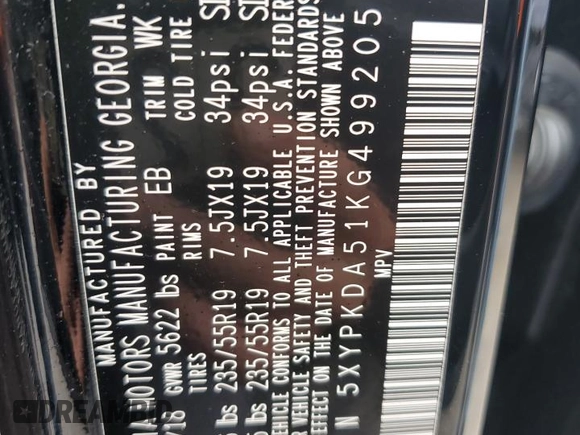 MANUFACTURED BY
MOTORS MANUFACTURING GEORGIA.
718 GVWR 5622 lbs PAINT EB TRIM WK
TIRES RIMS COLD TIRE
lbs 235/55R19 7.5JX19 34psi
lbs 235/55R19 7.5JX19 34psi
VEHICLE CONFORMS TO ALL APPLICABLE U.S.A. FEDER
VEHICLE SAFETY AND THEFT PREVENTION STANDARDS
EFFECT ON THE DATE OF MANUFACTURE SHOWN ABOVE
N 5XYPKDA51KG499205
MPV
DREAMBID